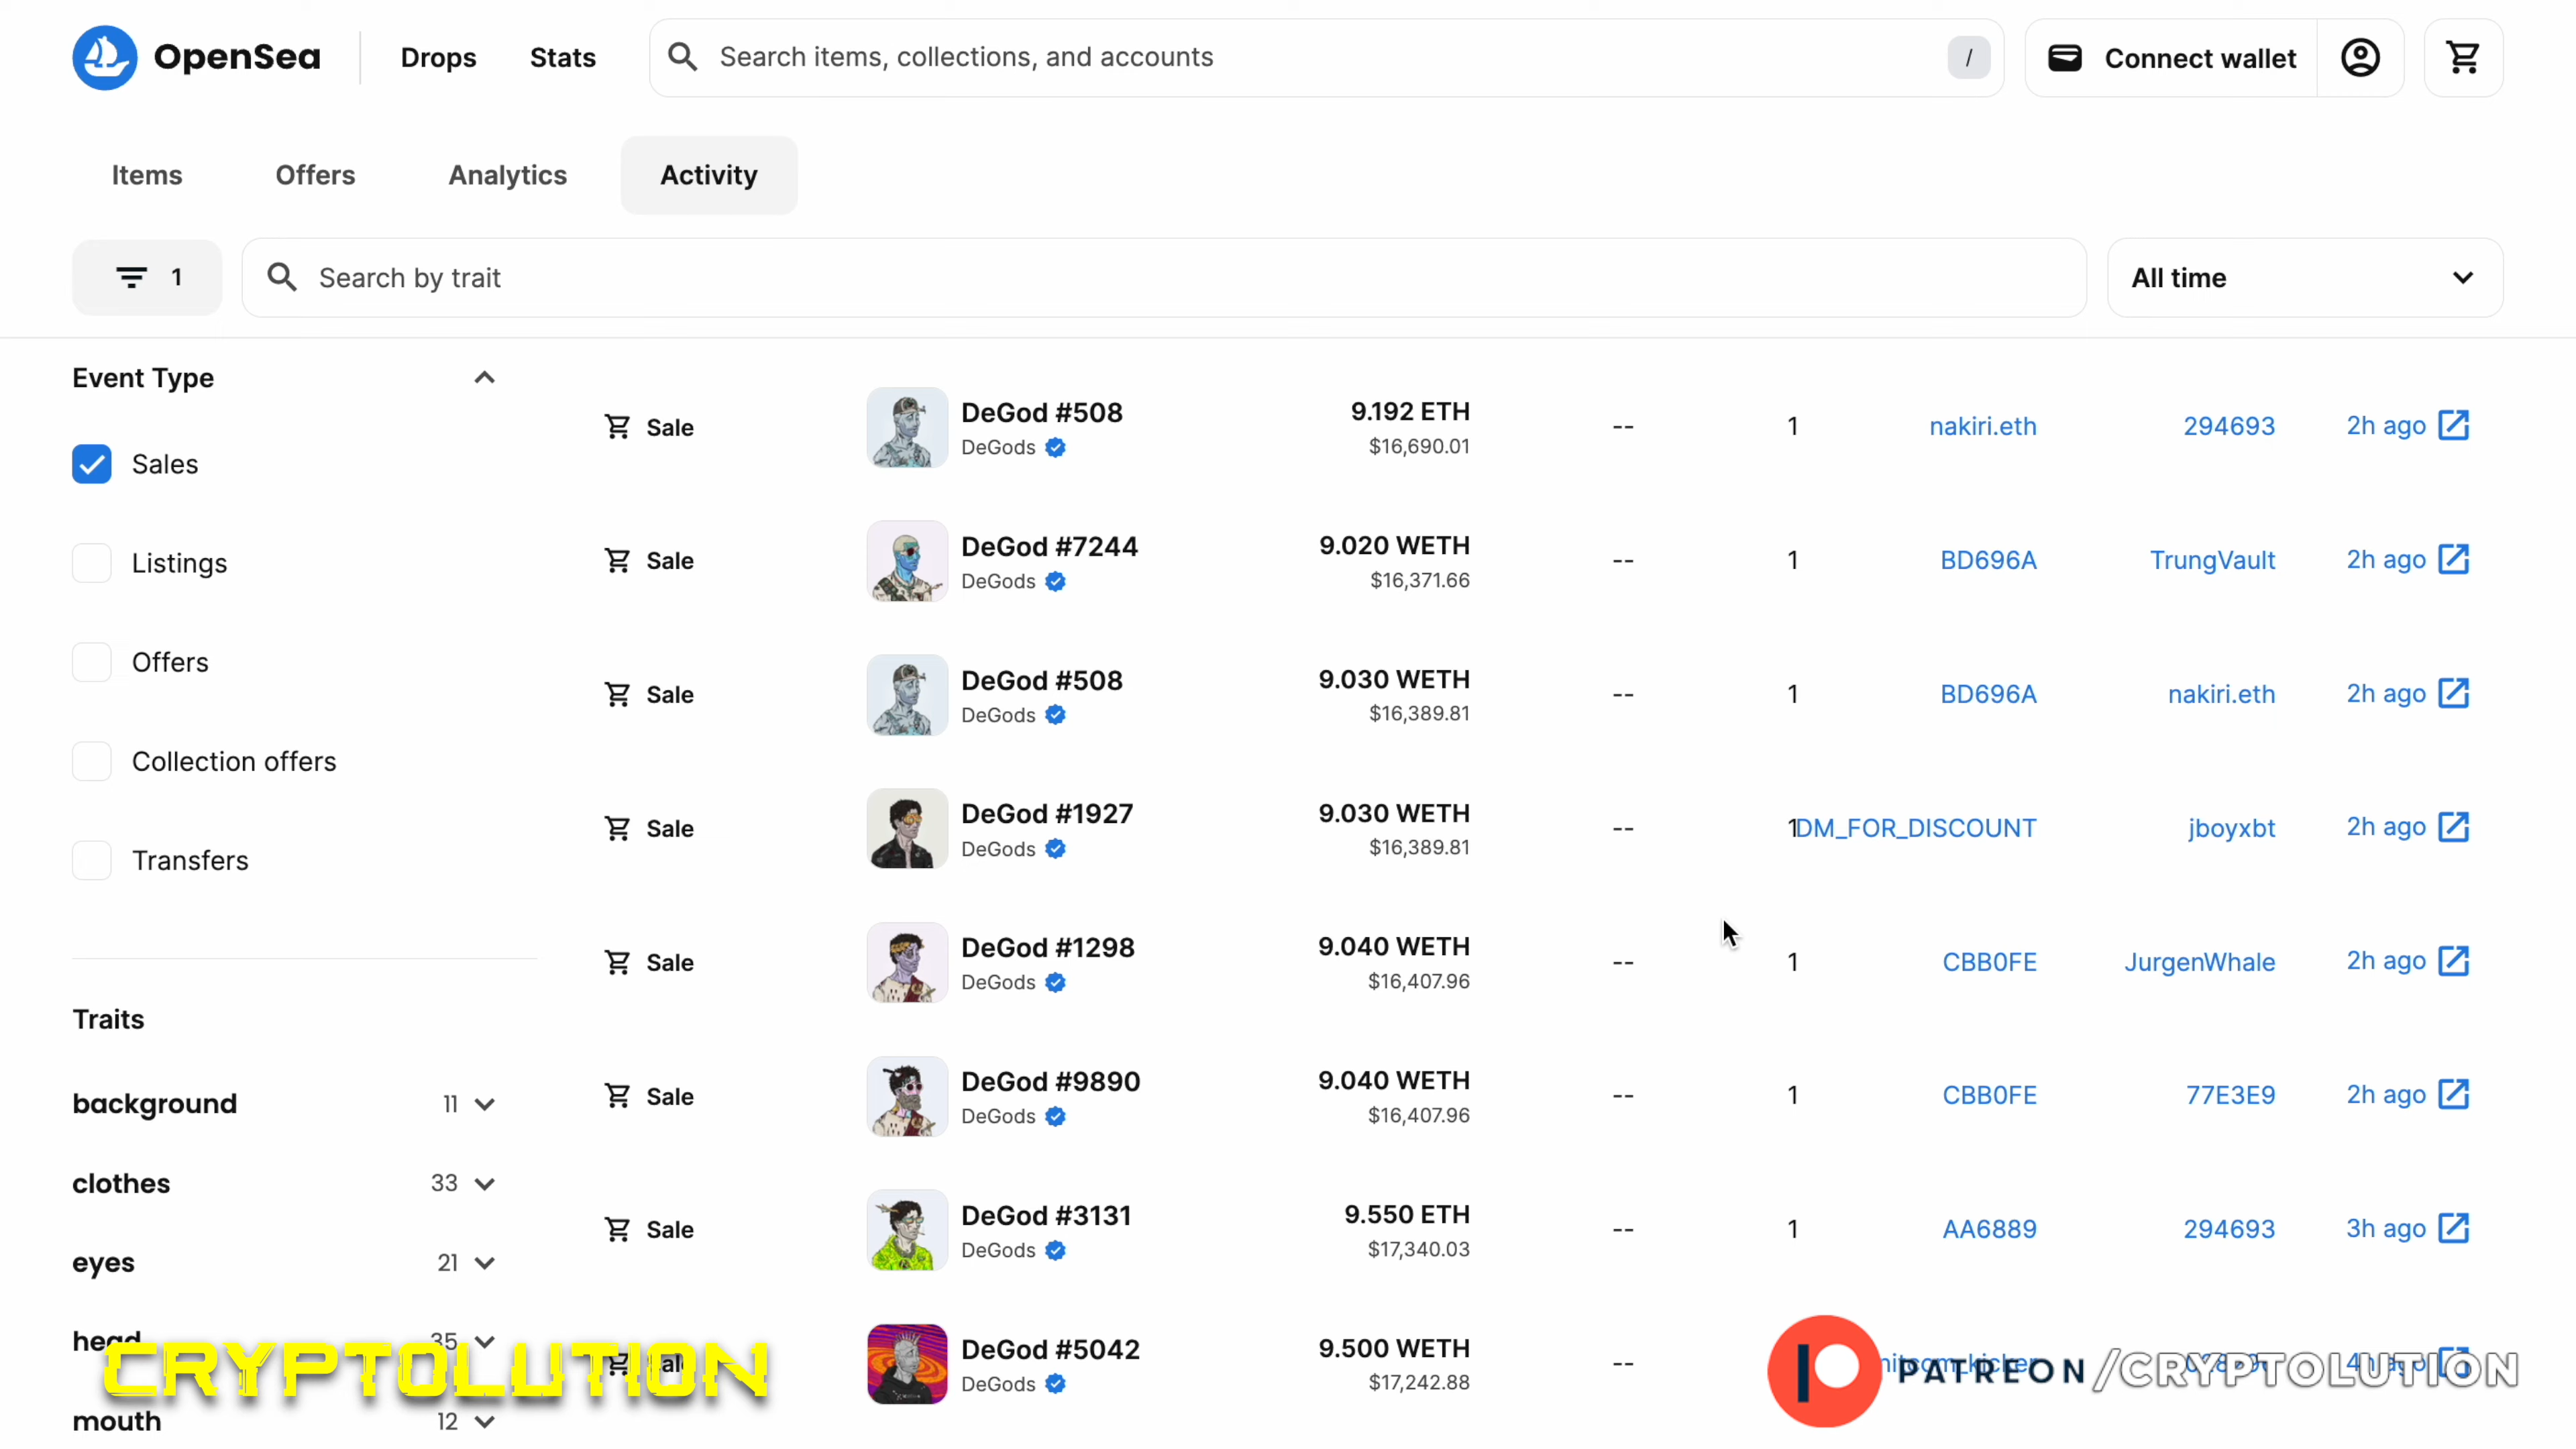 OpenSea Drops Stats Search items, collections, and accounts / Connect wallet
Items Offers Analytics Activity
1 Search by trait All time
Event Type
Sales
Listings
Offers
Collection offers
Transfers
Traits
background 11
clothes 33
eyes 21
head 35
mouth 12
Sale DeGod #508 9.192 ETH -- 1 nakiri.eth 294693 2h ago
DeGods $16,690.01
Sale DeGod #7244 9.020 WETH -- 1 BD696A TrungVault 2h ago
DeGods $16,371.66
Sale DeGod #508 9.030 WETH -- 1 BD696A nakiri.eth 2h ago
DeGods $16,389.81
Sale DeGod #1927 9.030 WETH -- 1 DM_FOR_DISCOUNT jboyxbt 2h ago
DeGods $16,389.81
Sale DeGod #1298 9.040 WETH -- 1 CBB0FE JurgenWhale 2h ago
DeGods $16,407.96
Sale DeGod #9890 9.040 WETH -- 1 CBB0FE 77E3E9 2h ago
DeGods $16,407.96
Sale DeGod #3131 9.550 ETH -- 1 AA6889 294693 3h ago
DeGods $17,340.03
Sale DeGod #5042 9.500 WETH -- 4h ago
DeGods $17,242.88
CRYPTOLUTION
PATREON/CRYPTOLUTION